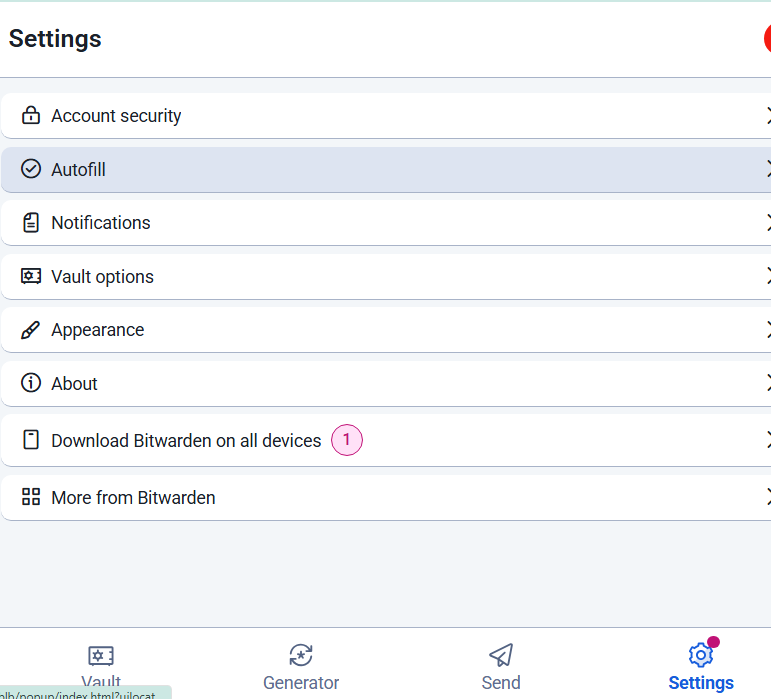 Settings
Account security
Autofill
Notifications
Vault options
Appearance
About
Download Bitwarden on all devices 1
More from Bitwarden
Vault Generator Send Settings
/popup/index.html?uilocat